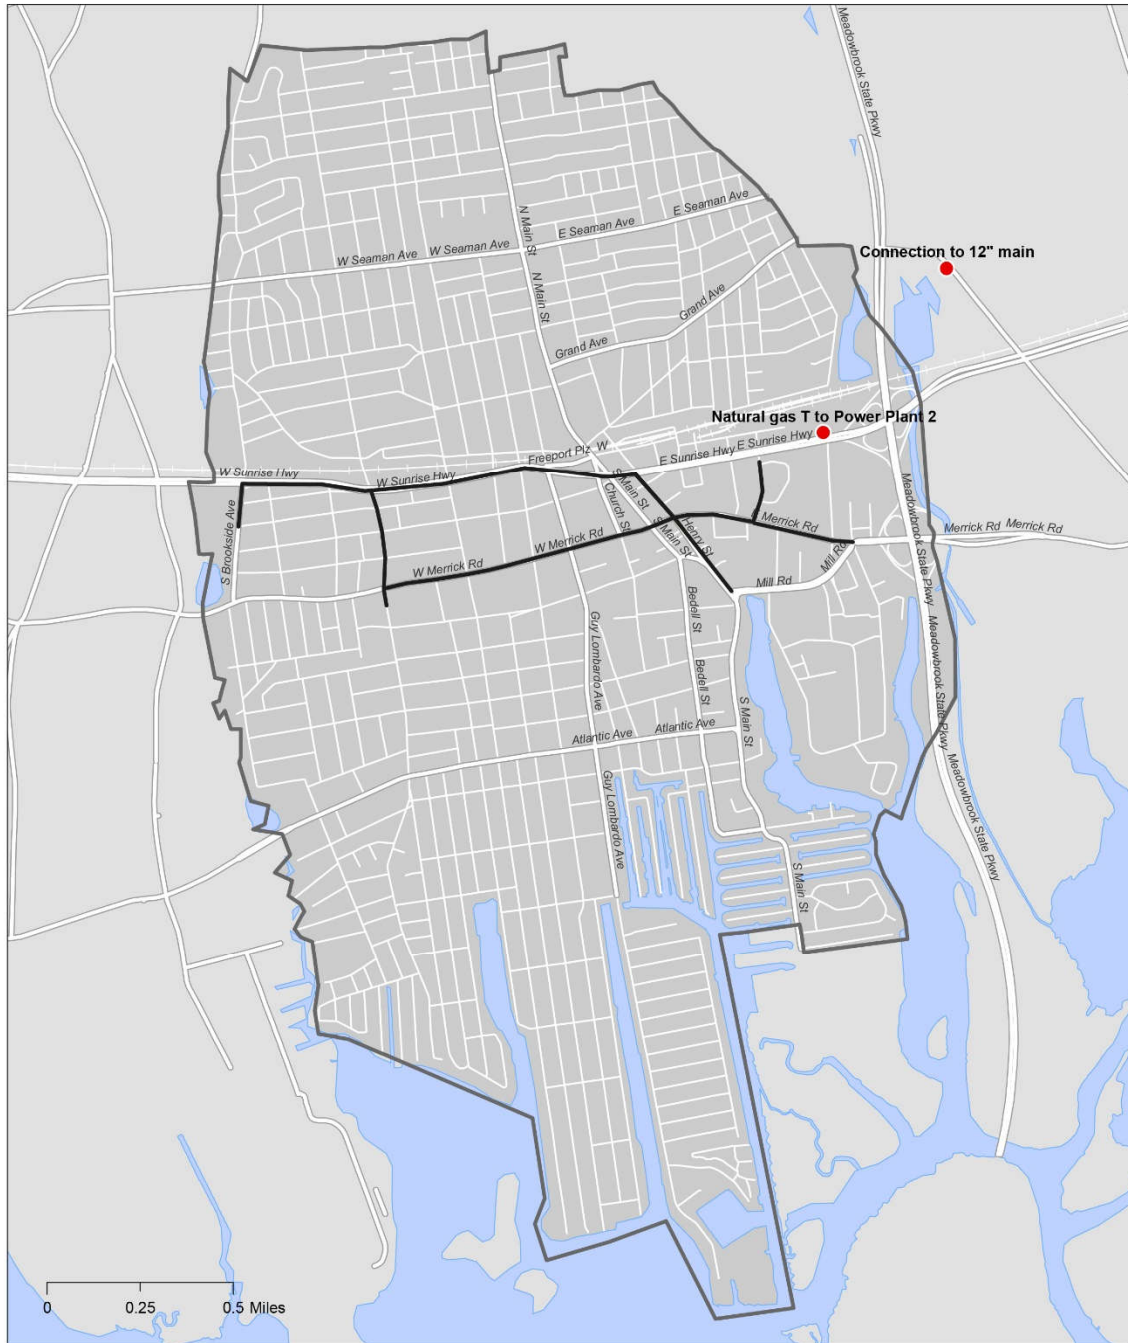 Meadowbrook State Pkwy
N Main St
E Seaman Ave
E Seaman Ave
W Seaman Ave
W Seaman Ave
Connection to 12" main
N Main St
Grand Ave
Grand Ave
Natural gas T to Power Plant 2
E Sunrise Hwy
Freeport Plz W
E Sunrise Hwy
W Sunrise Hwy
W Sunrise Hwy
S Main St
Church St
S Main St
Henry St
E Merrick Rd
Merrick Rd
Merrick Rd
W Merrick Rd
W Merrick Rd
S Brookside Ave
Mill Rd
Mill Rd
Meadowbrook State Pkwy
Bedell St
Guy Lombardo Ave
Bedell St
Meadowbrook State Pkwy
S Main St
Atlantic Ave
Atlantic Ave
Guy Lombardo Ave
Meadowbrook State Pkwy
S Main St
0 0.25 0.5 Miles